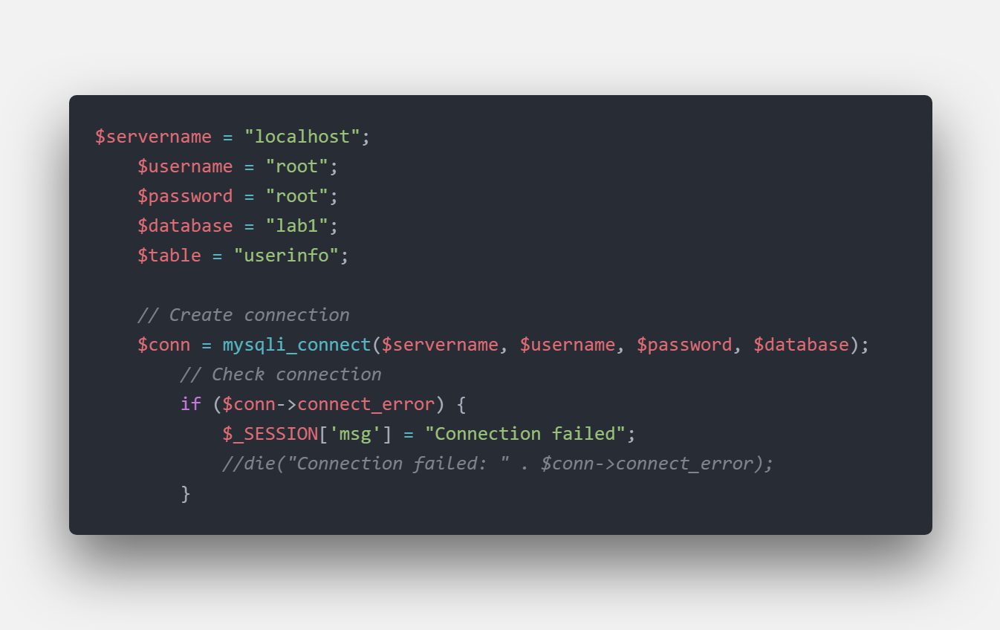 $servername = "localhost";
    $username = "root";
    $password = "root";
    $database = "lab1";
    $table = "userinfo";

    // Create connection
    $conn = mysqli_connect($servername, $username, $password, $database);
        // Check connection
        if ($conn->connect_error) {
            $_SESSION['msg'] = "Connection failed";
            //die("Connection failed: " . $conn->connect_error);
        }